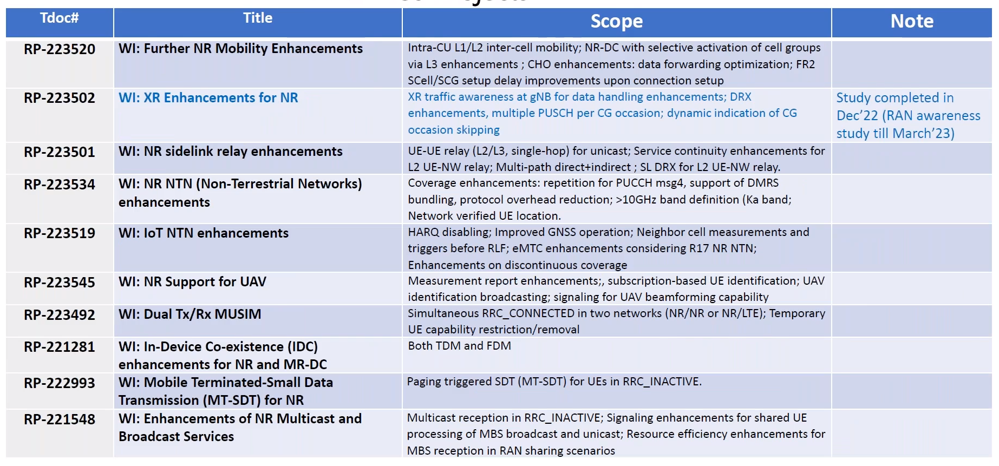 Tdoc# Title Scope Note
RP-223520 WI: Further NR Mobility Enhancements Intra-CU L1/L2 inter-cell mobility; NR-DC with selective activation of cell groups
via L3 enhancements ; CHO enhancements: data forwarding optimization; FR2
SCell/SCG setup delay improvements upon connection setup
RP-223502 WI: XR Enhancements for NR XR traffic awareness at gNB for data handling enhancements; DRX Study completed in
enhancements, multiple PUSCH per CG occasion; dynamic indication of CG Dec’22 (RAN awareness
occasion skipping study till March’23)
RP-223501 WI: NR sidelink relay enhancements UE-UE relay (L2/L3, single-hop) for unicast; Service continuity enhancements for
L2 UE-NW relay; Multi-path direct+indirect ; SL DRX for L2 UE-NW relay.
RP-223534 WI: NR NTN (Non-Terrestrial Networks) Coverage enhancements: repetition for PUCCH msg4, support of DMRS
enhancements bundling, protocol overhead reduction; >10GHz band definition (Ka band;
Network verified UE location.
RP-223519 WI: IoT NTN enhancements HARQ disabling; Improved GNSS operation; Neighbor cell measurements and
triggers before RLF; eMTC enhancements considering R17 NR NTN;
Enhancements on discontinuous coverage
RP-223545 WI: NR Support for UAV Measurement report enhancements;, subscription-based UE identification; UAV
identification broadcasting; signaling for UAV beamforming capability
RP-223492 WI: Dual Tx/Rx MUSIM Simultaneous RRC_CONNECTED in two networks (NR/NR or NR/LTE); Temporary
UE capability restriction/removal
RP-221281 WI: In-Device Co-existence (IDC) Both TDM and FDM
enhancements for NR and MR-DC
RP-222993 WI: Mobile Terminated-Small Data Paging triggered SDT (MT-SDT) for UEs in RRC_INACTIVE.
Transmission (MT-SDT) for NR
RP-221548 WI: Enhancements of NR Multicast and Multicast reception in RRC_INACTIVE; Signaling enhancements for shared UE
Broadcast Services processing of MBS broadcast and unicast; Resource efficiency enhancements for
MBS reception in RAN sharing scenarios